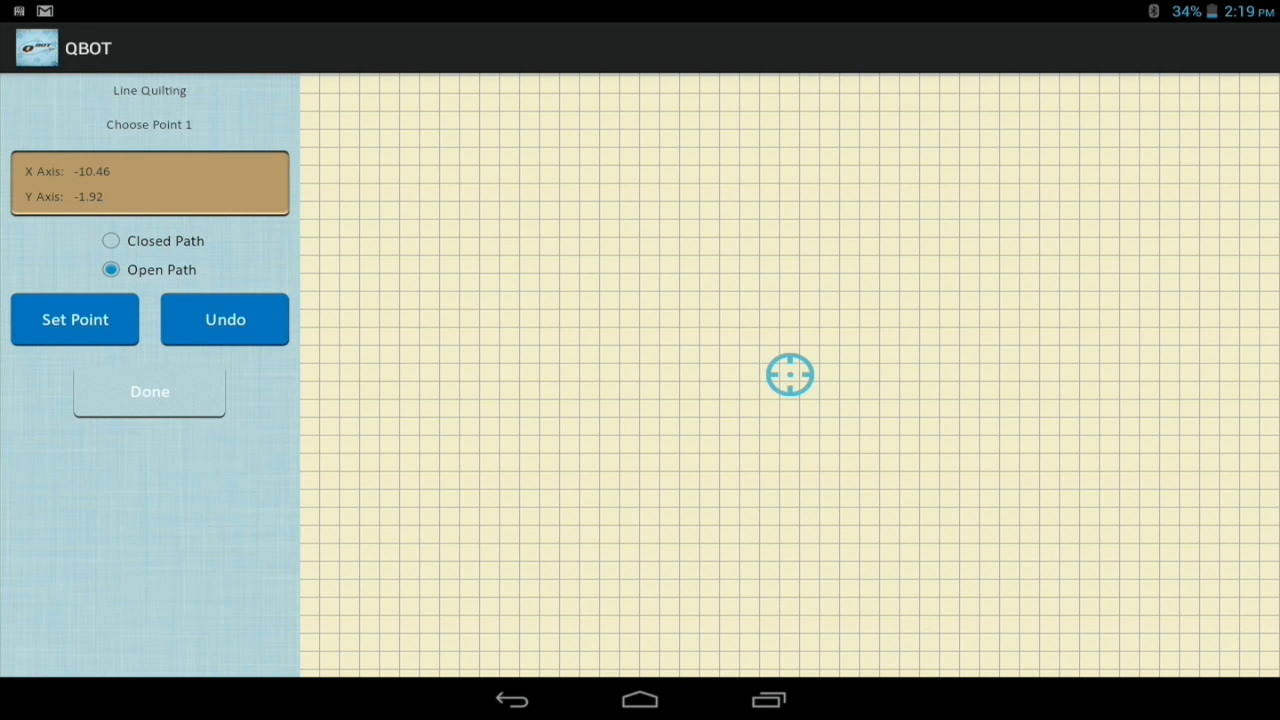 34% 2:19 PM
QBOT
Line Quilting
Choose Point 1
X Axis: -10.46
Y Axis: -1.92
Closed Path
Open Path
Set Point Undo
Done